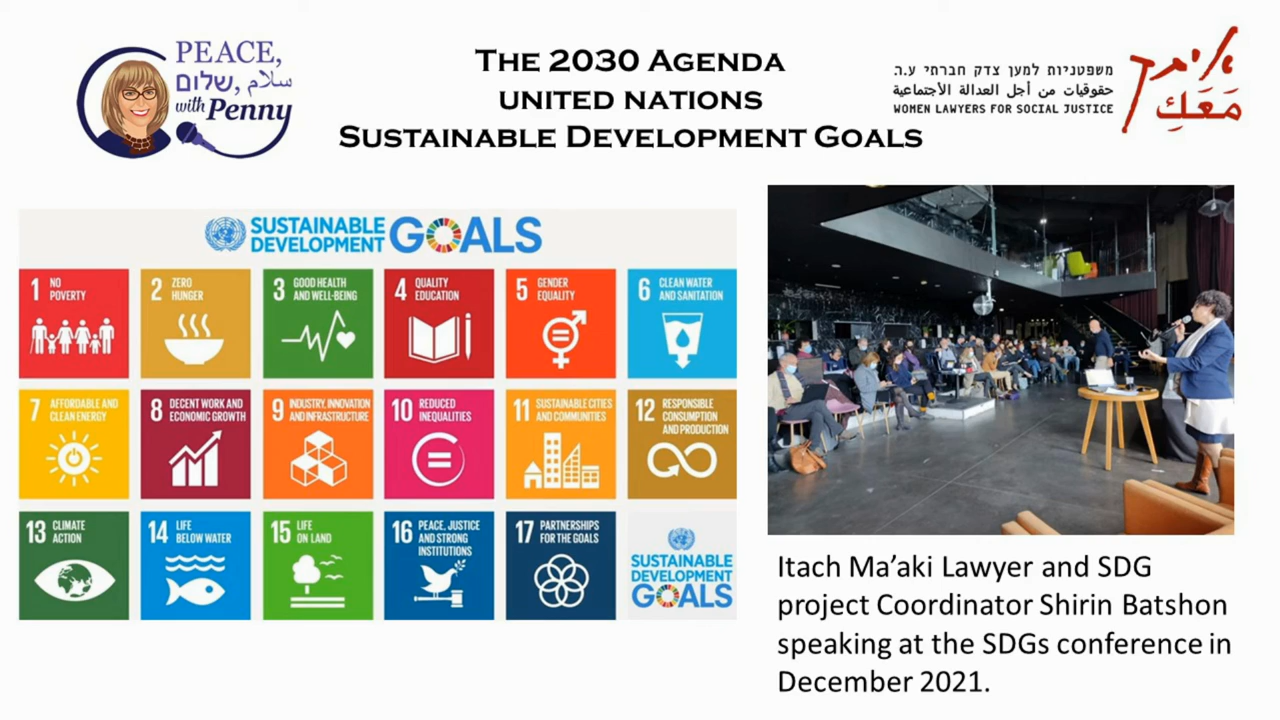 PEACE,
שלום, سلام
with Penny
THE 2030 AGENDA
UNITED NATIONS
SUSTAINABLE DEVELOPMENT GOALS
איתך
مَعَكِ
משפטניות למען צדק חברתי ע.ר.
حقوقيات من أجل العدالة الأجتماعية
WOMEN LAWYERS FOR SOCIAL JUSTICE
SUSTAINABLE
DEVELOPMENT
GOALS
1 NO
POVERTY
2 ZERO
HUNGER
3 GOOD HEALTH
AND WELL-BEING
4 QUALITY
EDUCATION
5 GENDER
EQUALITY
6 CLEAN WATER
AND SANITATION
7 AFFORDABLE AND
CLEAN ENERGY
8 DECENT WORK AND
ECONOMIC GROWTH
9 INDUSTRY, INNOVATION
AND INFRASTRUCTURE
10 REDUCED
INEQUALITIES
11 SUSTAINABLE CITIES
AND COMMUNITIES
12 RESPONSIBLE
CONSUMPTION
AND PRODUCTION
13 CLIMATE
ACTION
14 LIFE
BELOW WATER
15 LIFE
ON LAND
16 PEACE, JUSTICE
AND STRONG
INSTITUTIONS
17 PARTNERSHIPS
FOR THE GOALS
SUSTAINABLE
DEVELOPMENT
GOALS
Itach Ma’aki Lawyer and SDG
project Coordinator Shirin Batshon
speaking at the SDGs conference in
December 2021.